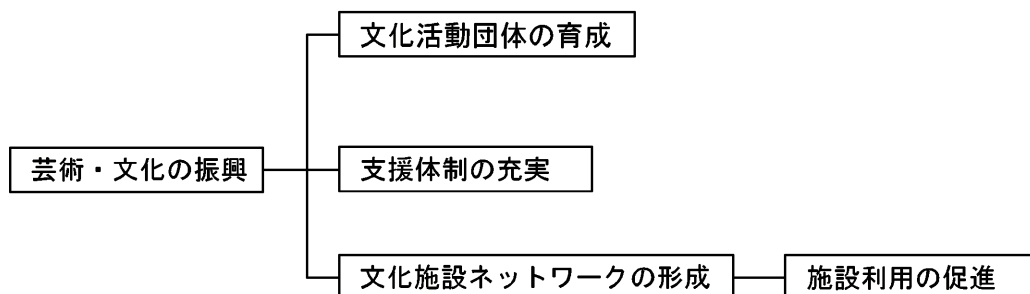 文化活動団体の育成
芸術・文化の振興
支援体制の充実
文化施設ネットワークの形成
施設利用の促進